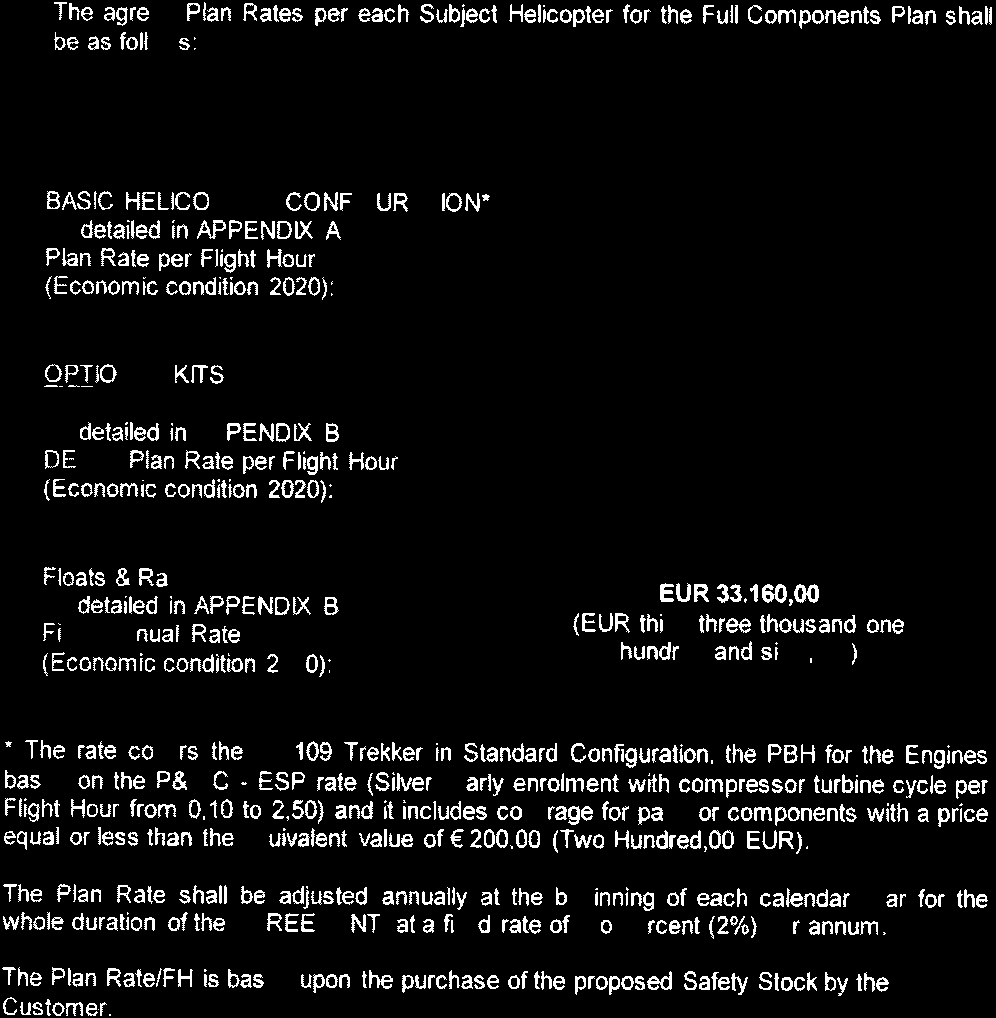 The agre Plan Rates per each Subject Helicopter for the Full Components Plan shall
be as foll s:
BASIC HELICO CONF UR ION*
detailed in APPENDIX A
Plan Rate per Flight Hour
(Economic condition 2020):
OPTIO KITS
detailed in PENDIX B
DE Plan Rate per Flight Hour
(Economic condition 2020):
Floats & Ra
detailed in APPENDIX B
Fi nual Rate
(Economic condition 2 0):
EUR 33.160,00
(EUR thi three thousand one
hundr and si , )
* The rate co rs the 109 Trekker in Standard Configuration, the PBH for the Engines
bas on the P& C - ESP rate (Silver arly enrolment with compressor turbine cycle per
Flight Hour from 0,10 to 2,50) and it includes co rage for pa or components with a price
equal or less than the uivalent value of € 200,00 (Two Hundred,00 EUR).
The Plan Rate shall be adjusted annually at the b inning of each calendar ar for the
whole duration of the REE NT at a fi d rate of o rcent (2%) r annum.
The Plan Rate/FH is bas upon the purchase of the proposed Safety Stock by the
Customer.